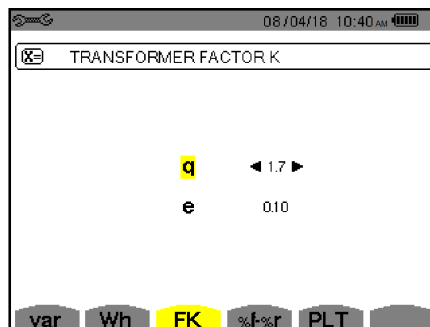 08/04/18 10:40 AM
X= TRANSFORMER FACTOR K
q ◀ 1.7 ▶
e 0.10
var Wh FK %f-%r PLT